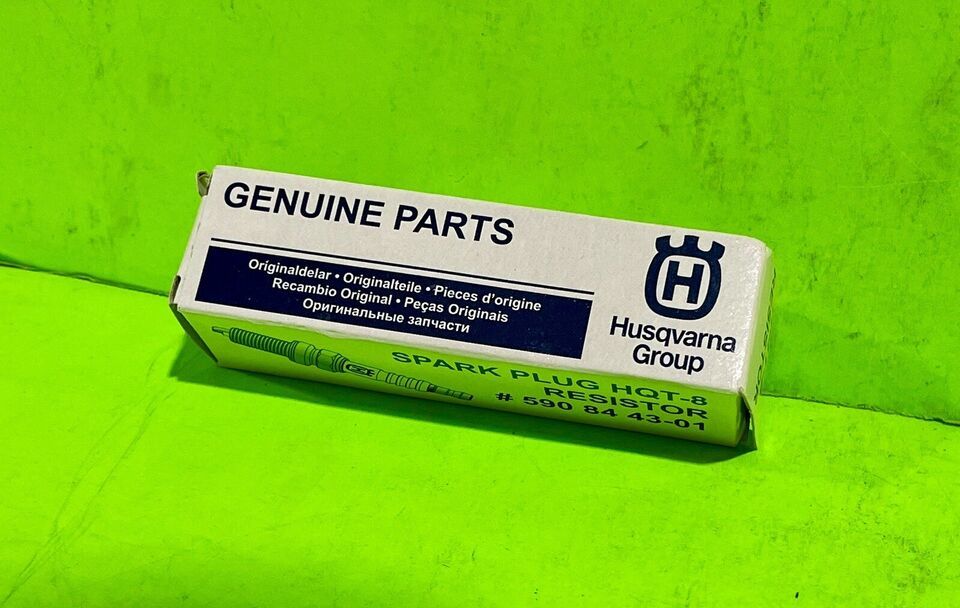 GENUINE PARTS
Originaldelar • Originalteile • Pieces d'origine
Recambio Original • Peças Originais
Оригинальные запчасти
H
Husqvarna
Group
SPARK PLUG HQT-8
RESISTOR
# 590 84 43-01